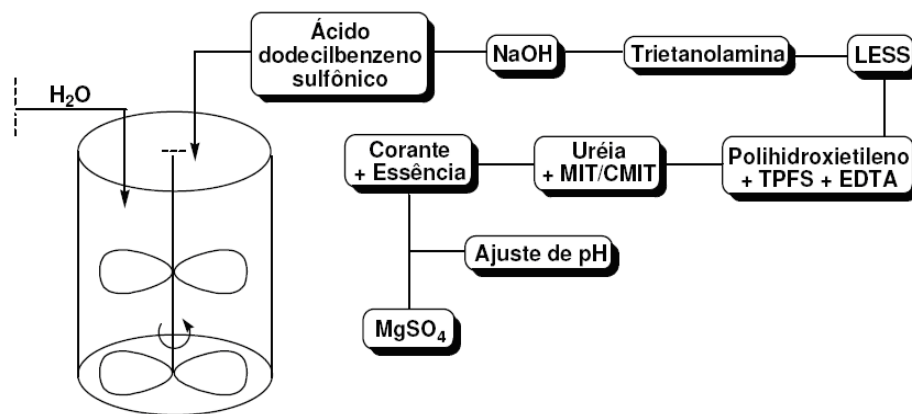 H₂O
Ácido
dodecilbenzeno
sulfônico
NaOH
Trietanolamina
LESS
Polihidroxietileno
+ TPFS + EDTA
Uréia
+ MIT/CMIT
Corante
+ Essência
Ajuste de pH
MgSO₄